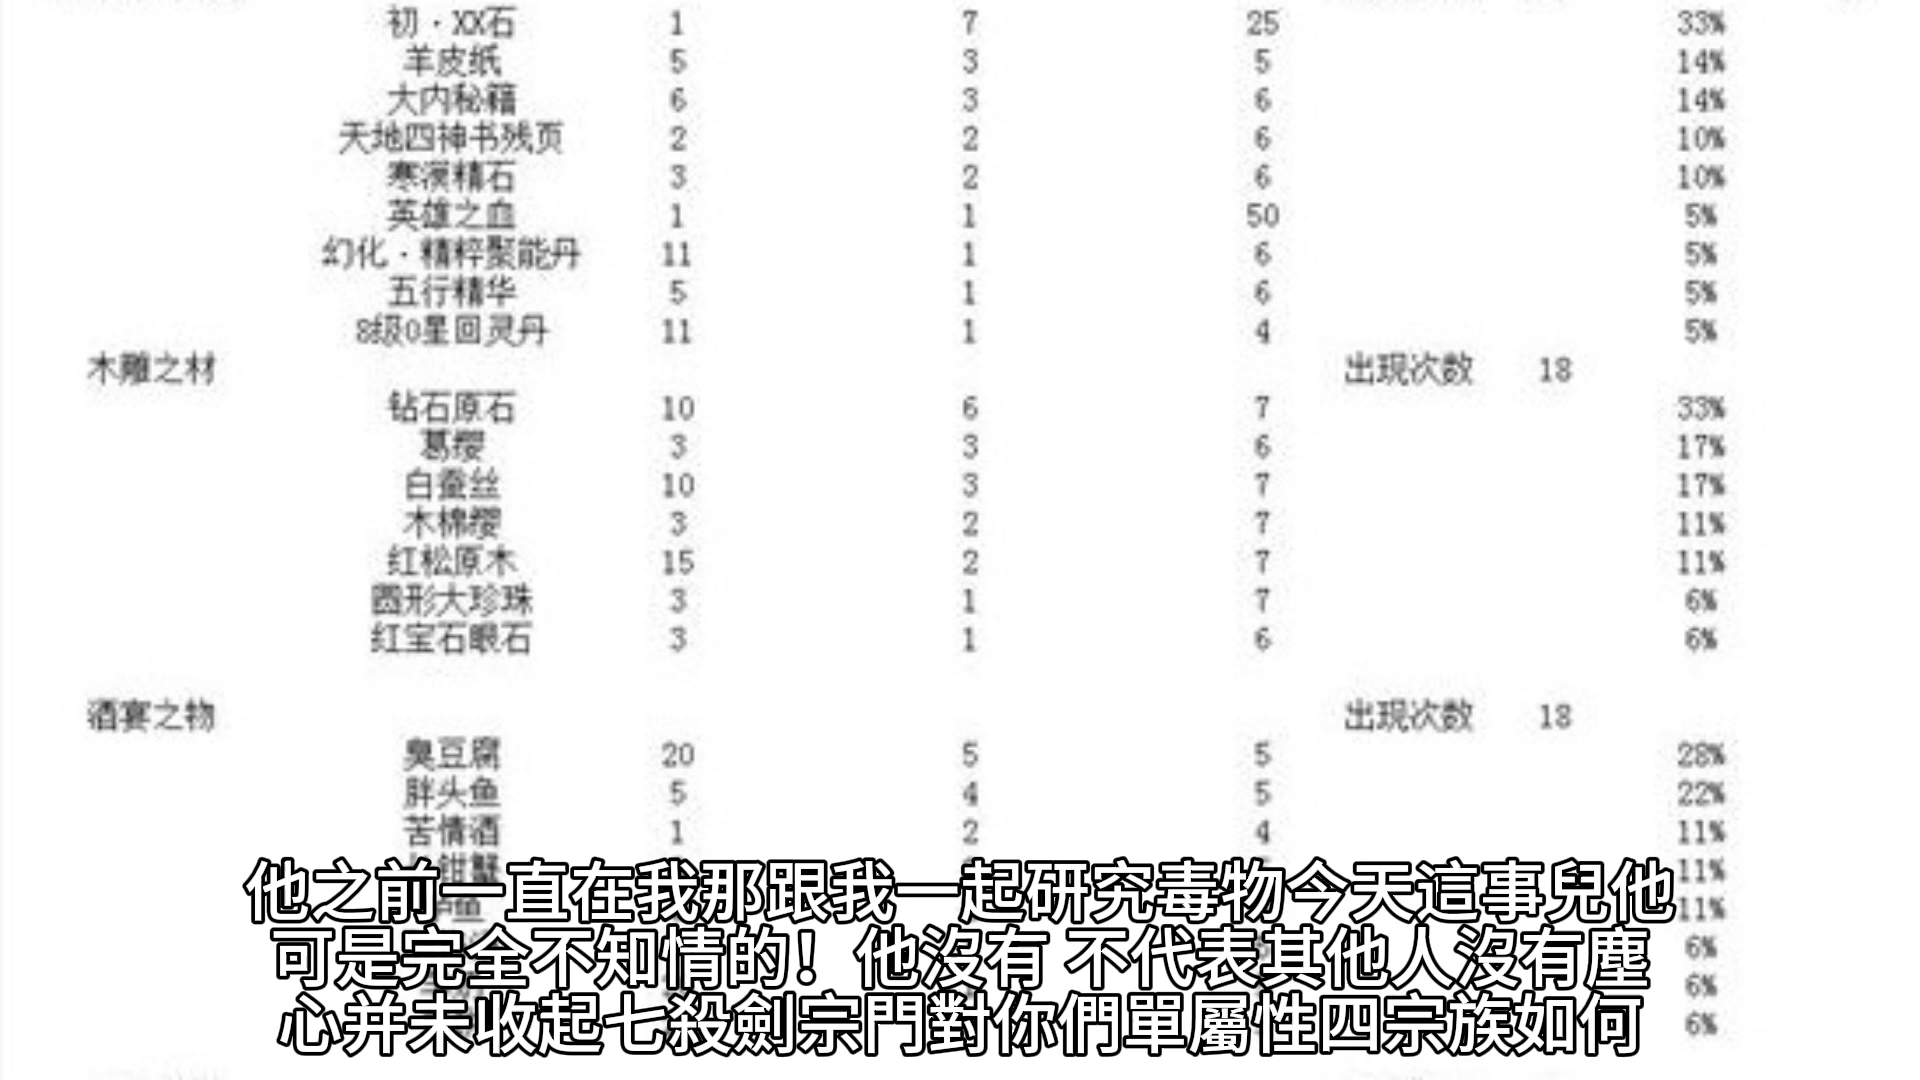 初·XX石 1 7 25 33%
羊皮纸 5 3 5 14%
大内秘籍 6 3 6 14%
天地四神书残页 2 2 6 10%
寒漠精石 3 2 6 10%
英雄之血 1 1 50 5%
幻化·精粹聚能丹 11 1 6 5%
五行精华 5 1 6 5%
8级0星回灵丹 11 1 4 5%
木雕之材 出现次数 18
钻石原石 10 6 7 33%
葛缨 3 3 6 17%
白蚕丝 10 3 7 17%
木棉缨 3 2 7 11%
红松原木 15 2 7 11%
圆形大珍珠 3 1 7 6%
红宝石眼石 3 1 6 6%
酒宴之物 出现次数 18
臭豆腐 20 5 5 28%
胖头鱼 5 4 5 22%
苦情酒 1 2 4 11%
11%
11%
6%
6%
6%
他之前一直在我那跟我一起研究毒物今天這事兒他
可是完全不知情的！他沒有 不代表其他人沒有塵
心并未收起七殺劍宗門對你們單屬性四宗族如何